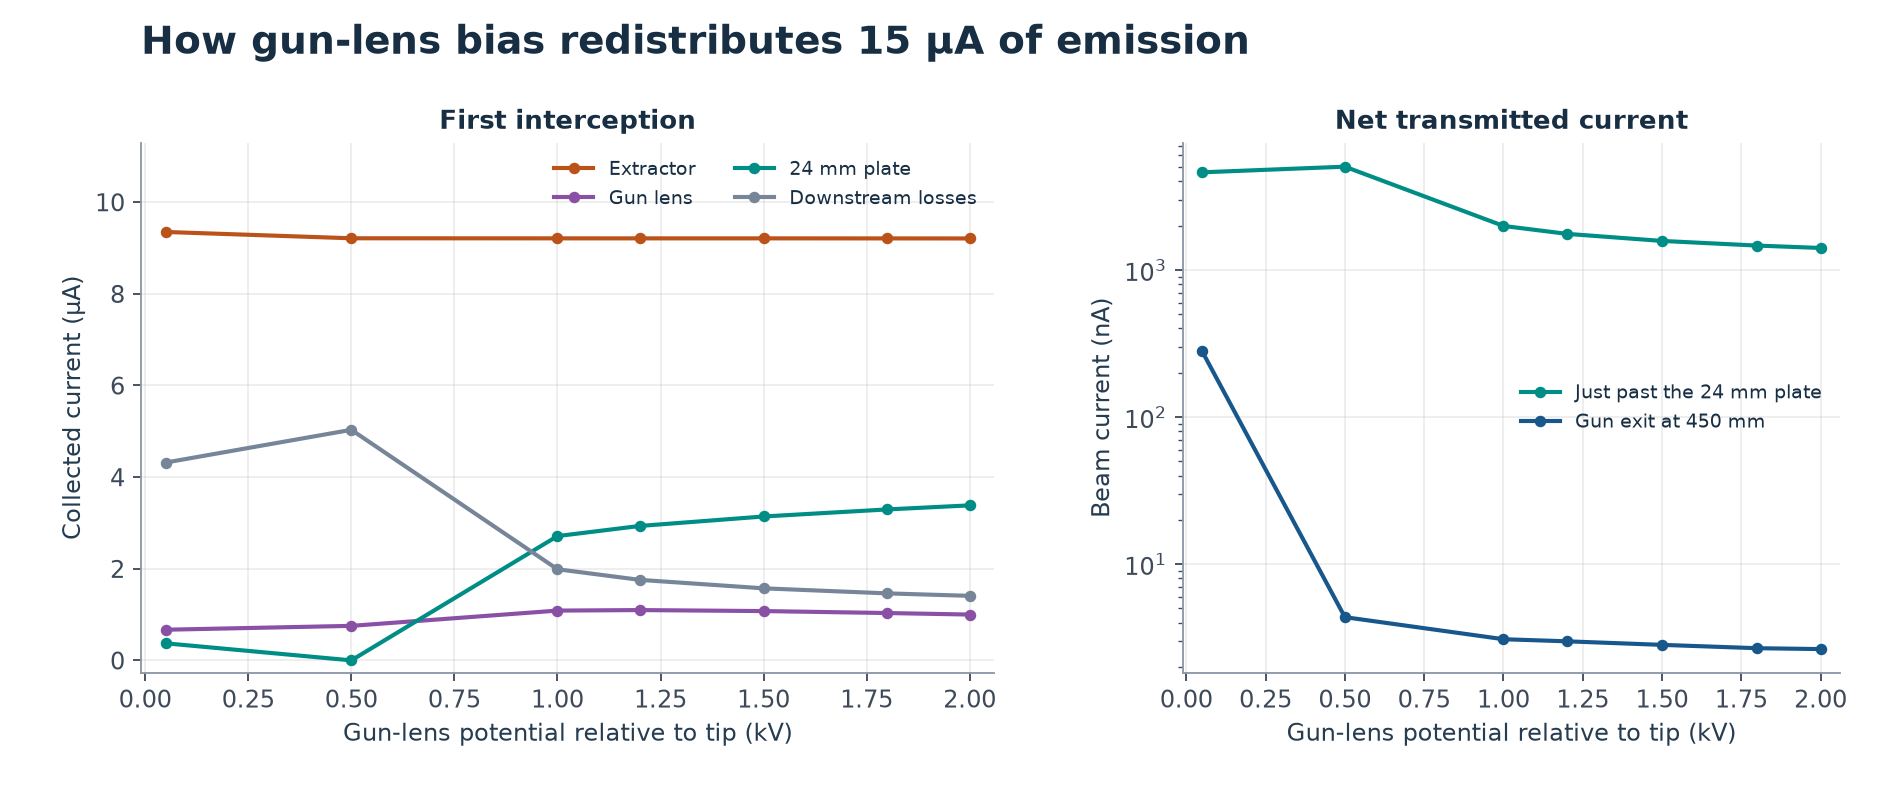 How gun-lens bias redistributes 15 µA of emission
First interception
Extractor
Gun lens
24 mm plate
Downstream losses
Collected current (µA)
10
8
6
4
2
0
0.00 0.25 0.50 0.75 1.00 1.25 1.50 1.75 2.00
Gun-lens potential relative to tip (kV)
Net transmitted current
Just past the 24 mm plate
Gun exit at 450 mm
Beam current (nA)
10³
10²
10¹
0.00 0.25 0.50 0.75 1.00 1.25 1.50 1.75 2.00
Gun-lens potential relative to tip (kV)